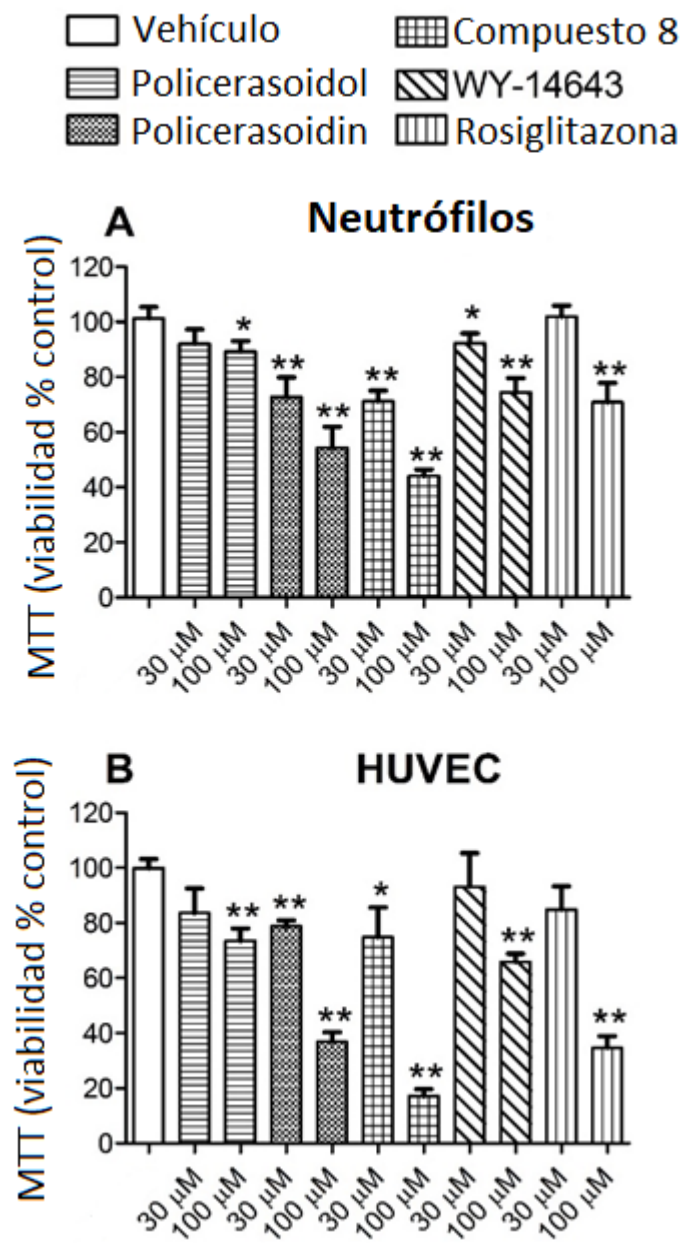 Vehículo
Compuesto 8
Policerasoidol
WY-14643
Policerasoidin
Rosiglitazona
A
Neutrófilos
MTT (viabilidad % control)
120
100
80
60
40
20
0
*
**
**
**
**
*
**
**
30 µM
100 µM
30 µM
100 µM
30 µM
100 µM
30 µM
100 µM
30 µM
100 µM
B
HUVEC
MTT (viabilidad % control)
120
100
80
60
40
20
0
**
**
**
*
**
**
**
30 µM
100 µM
30 µM
100 µM
30 µM
100 µM
30 µM
100 µM
30 µM
100 µM